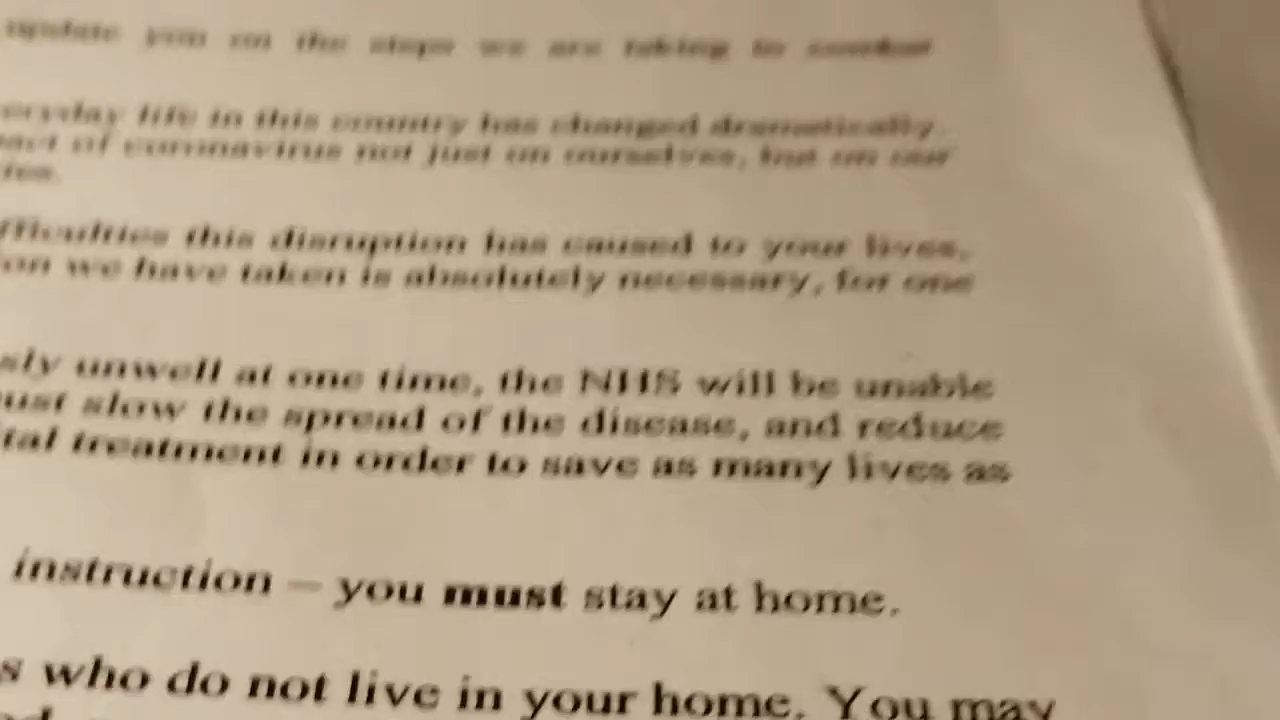 update you on the steps we are taking to combat
eryday life in this country has changed dramatically.
act of coronavirus not just on ourselves, but on our
fficulties this disruption has caused to your lives,
on we have taken is absolutely necessary, for one
sly unwell at one time, the NHS will be unable
ust slow the spread of the disease, and reduce
tal treatment in order to save as many lives as
instruction – you must stay at home.
s who do not live in your home. You may